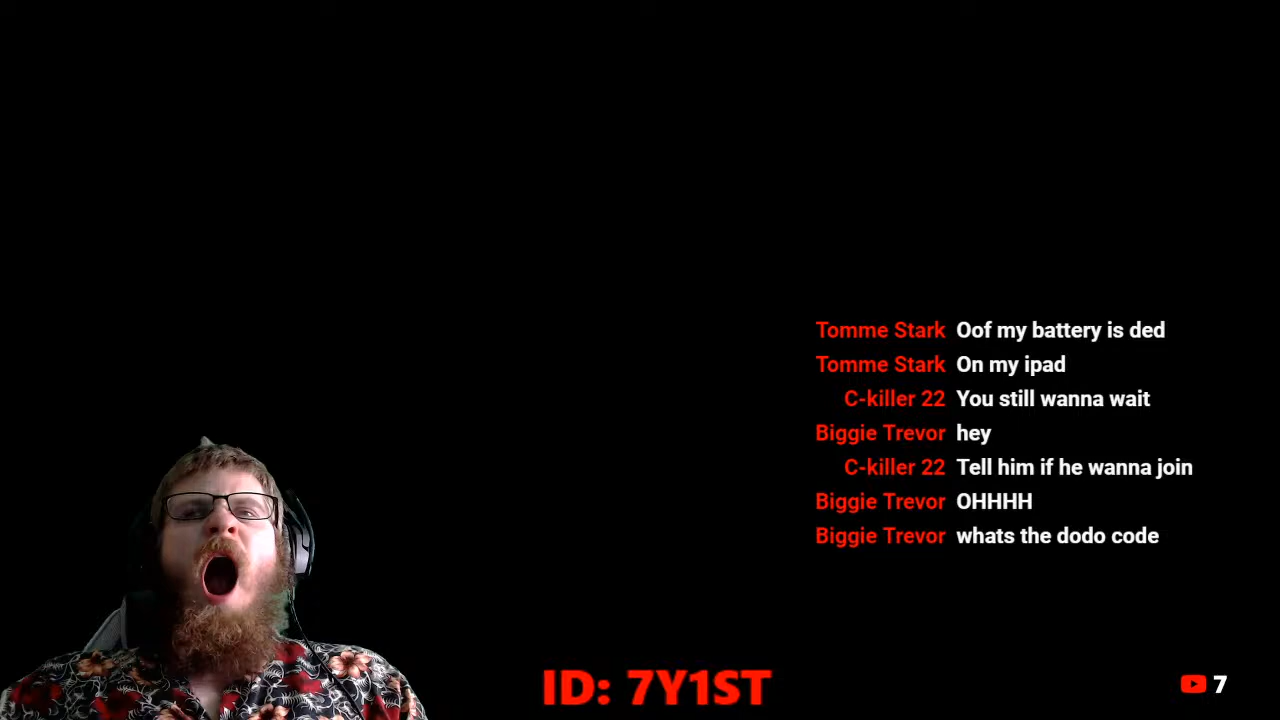 Tomme Stark Oof my battery is ded
Tomme Stark On my ipad
C-killer 22 You still wanna wait
Biggie Trevor hey
C-killer 22 Tell him if he wanna join
Biggie Trevor OHHHH
Biggie Trevor whats the dodo code
ID: 7Y1ST
7